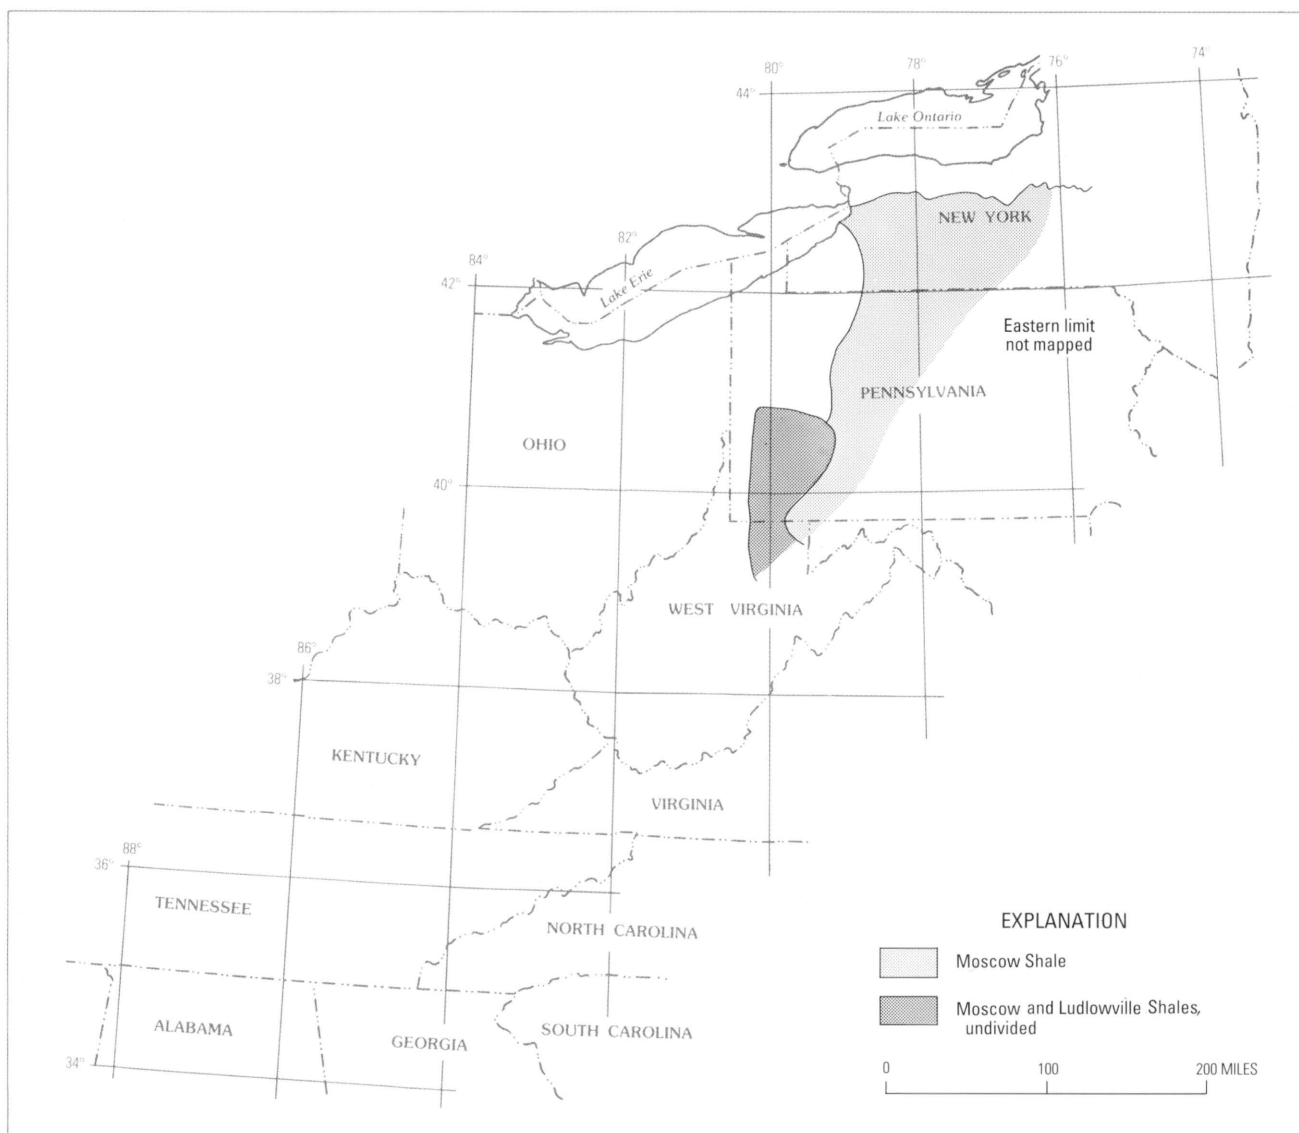 74°
76°
78°
80°
44°
Lake Ontario
NEW YORK
82°
84°
42°
Lake Erie
Eastern limit
not mapped
PENNSYLVANIA
OHIO
40°
WEST VIRGINIA
86°
38°
KENTUCKY
VIRGINIA
88°
36°
TENNESSEE
NORTH CAROLINA
EXPLANATION
Moscow Shale
Moscow and Ludlowville Shales,
undivided
ALABAMA
GEORGIA
SOUTH CAROLINA
34°
0 100 200 MILES